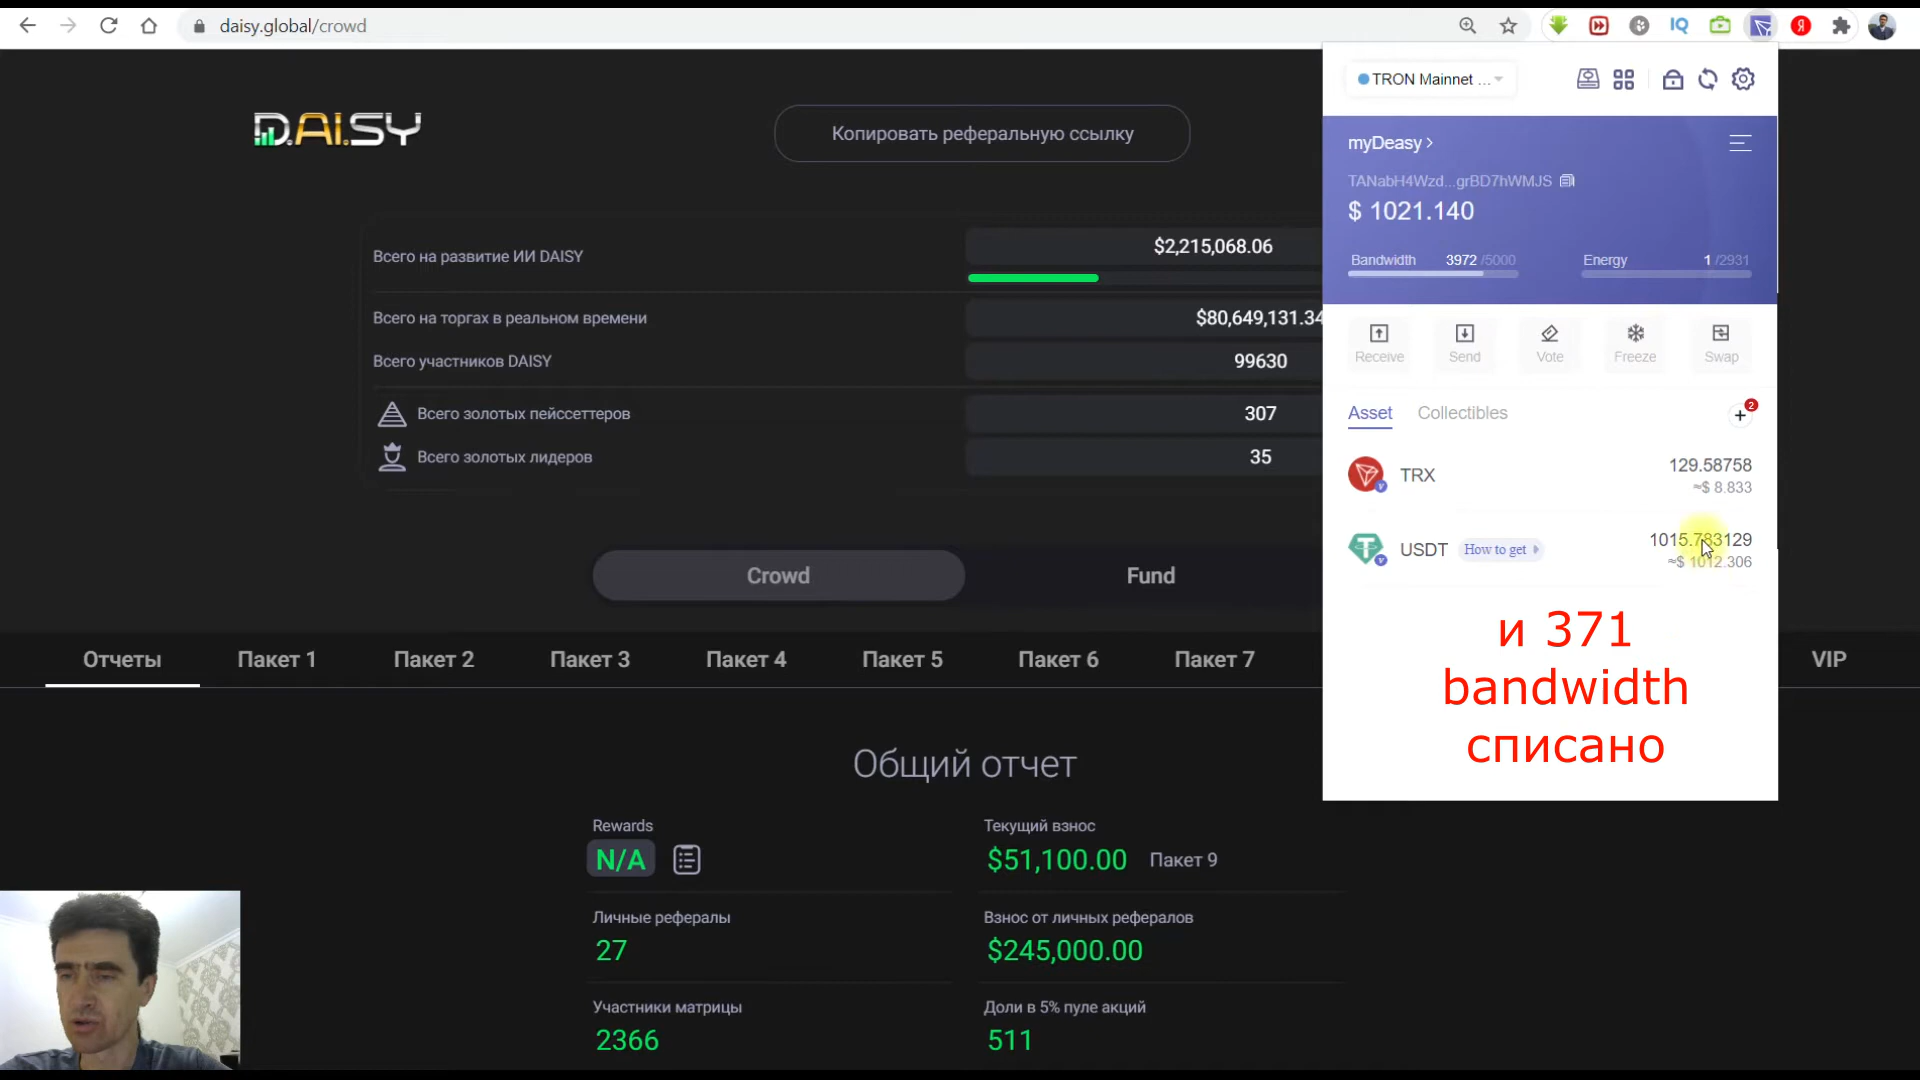 daisy.global/crowd
IQ
Я
D.AI.SY
Копировать реферальную ссылку
Всего на развитие ИИ DAISY
$2,215,068.06
Всего на торгах в реальном времени
$80,649,131.34
Всего участников DAISY
99630
Всего золотых пейссеттеров
307
Всего золотых лидеров
35
Crowd
Fund
Отчеты
Пакет 1
Пакет 2
Пакет 3
Пакет 4
Пакет 5
Пакет 6
Пакет 7
VIP
Общий отчет
Rewards
N/A
Текущий взнос
$51,100.00 Пакет 9
Личные рефералы
27
Взнос от личных рефералов
$245,000.00
Участники матрицы
2366
Доли в 5% пуле акций
511
TRON Mainnet ...
myDeasy >
TANabH4Wzd...grBD7hWMJS
$ 1021.140
Bandwidth 3972 /5000
Energy 1 /2931
Receive
Send
Vote
Freeze
Swap
Asset
Collectibles
+
2
TRX
129.58758
≈$ 8.833
USDT
How to get
1015.783129
≈$ 1012.306
и 371
bandwidth
списано